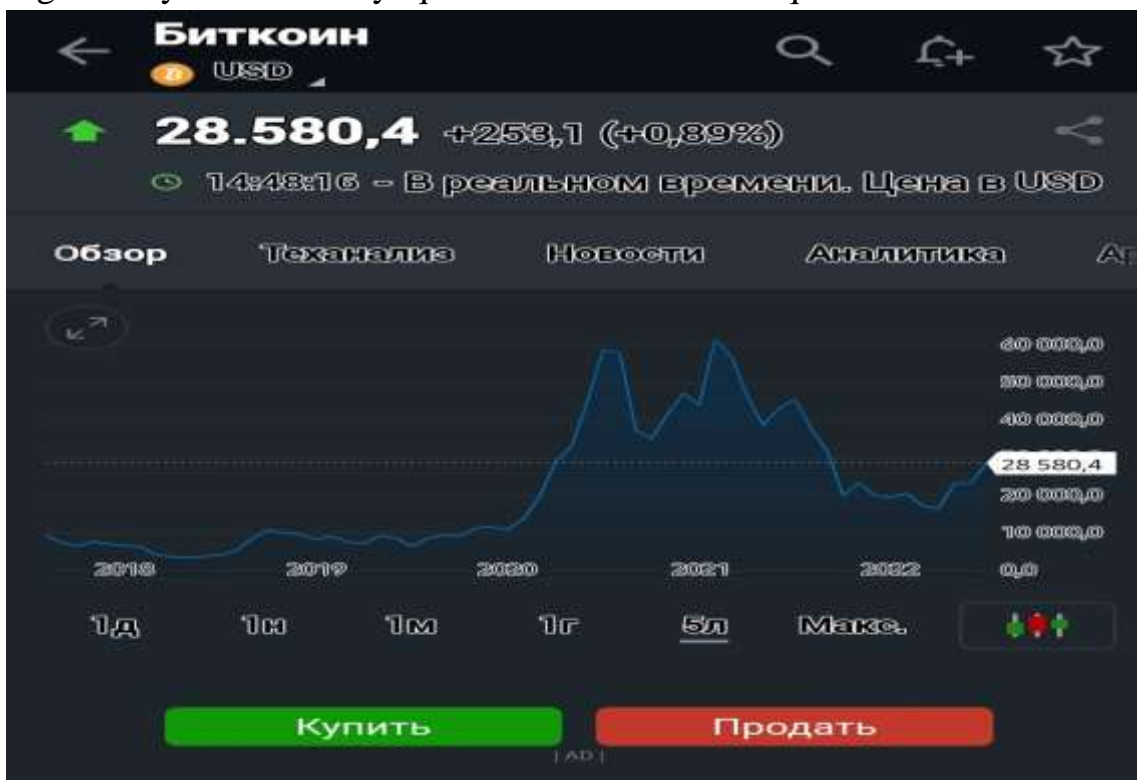 Биткоин
USD
28.580,4 +253,1 (+0,89%)
14:48:16 - В реальном времени. Цена в USD
Обзор Теханализ Новости Аналитика
60 000,0
50 000,0
40 000,0
28 580,4
20 000,0
10 000,0
2018 2019 2020 2021 2022 0,0
1д 1н 1м 1г 5л Макс.
Купить Продать
| AD |